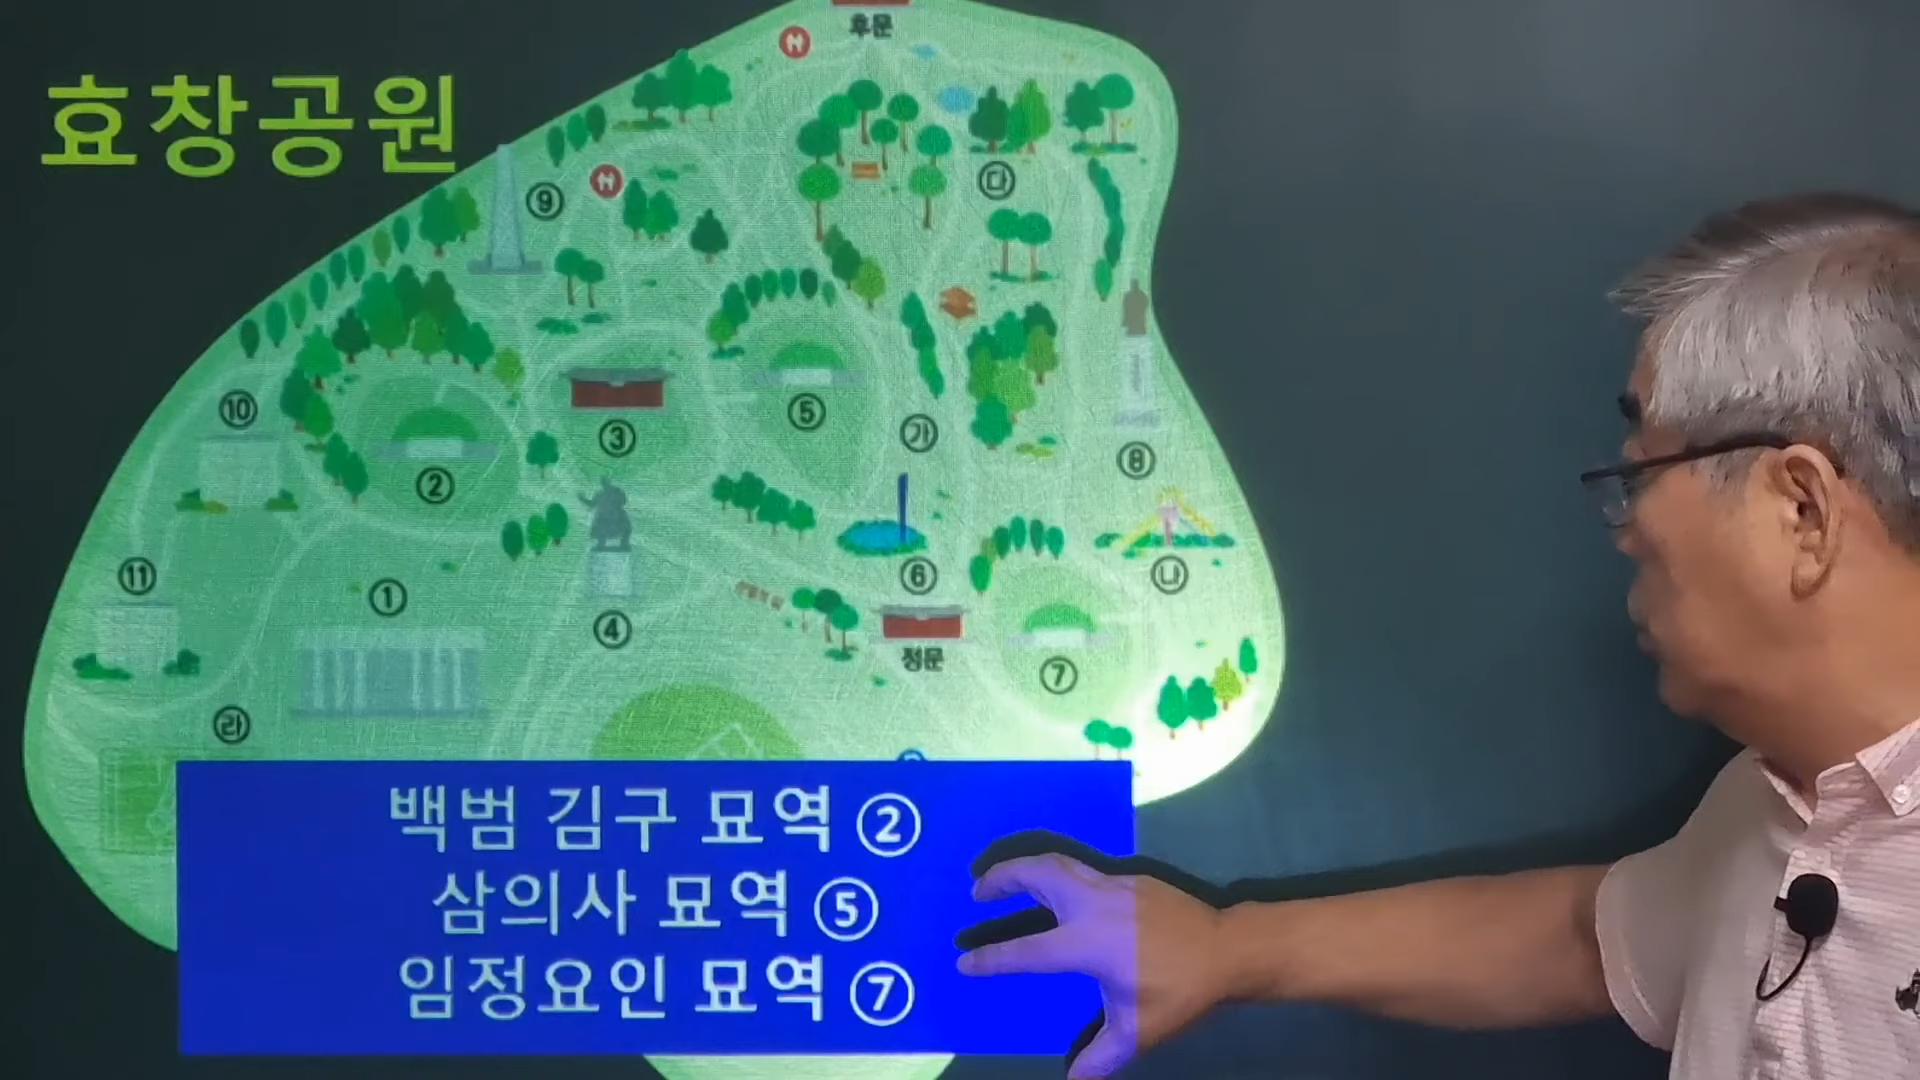 후문
효창공원
⑨
㉰
⑩
③
⑤
㉮
②
⑧
⑪
①
⑥
㉯
④
정문
⑦
㉱
백범 김구 묘역 ②
삼의사 묘역 ⑤
임정요인 묘역 ⑦